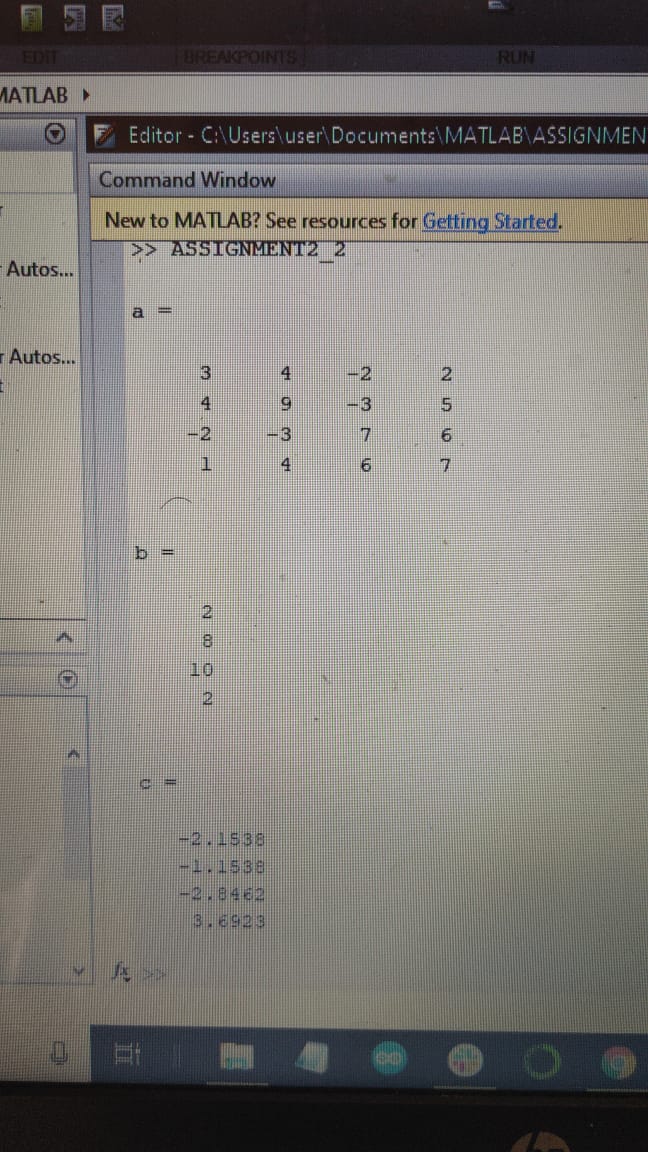 EDIT BREAKPOINTS RUN
MATLAB
Editor - C:\Users\user\Documents\MATLAB\ASSIGNMEN
Command Window
New to MATLAB? See resources for Getting Started.
>> ASSIGNMENT2_2
Autos...
a =
r Autos...
3 4 -2 2
4 9 -3 5
-2 -3 7 6
1 4 6 7
b =
2
8
10
2
c =
-2.1538
-1.1538
-2.8462
3.6923
fx >>